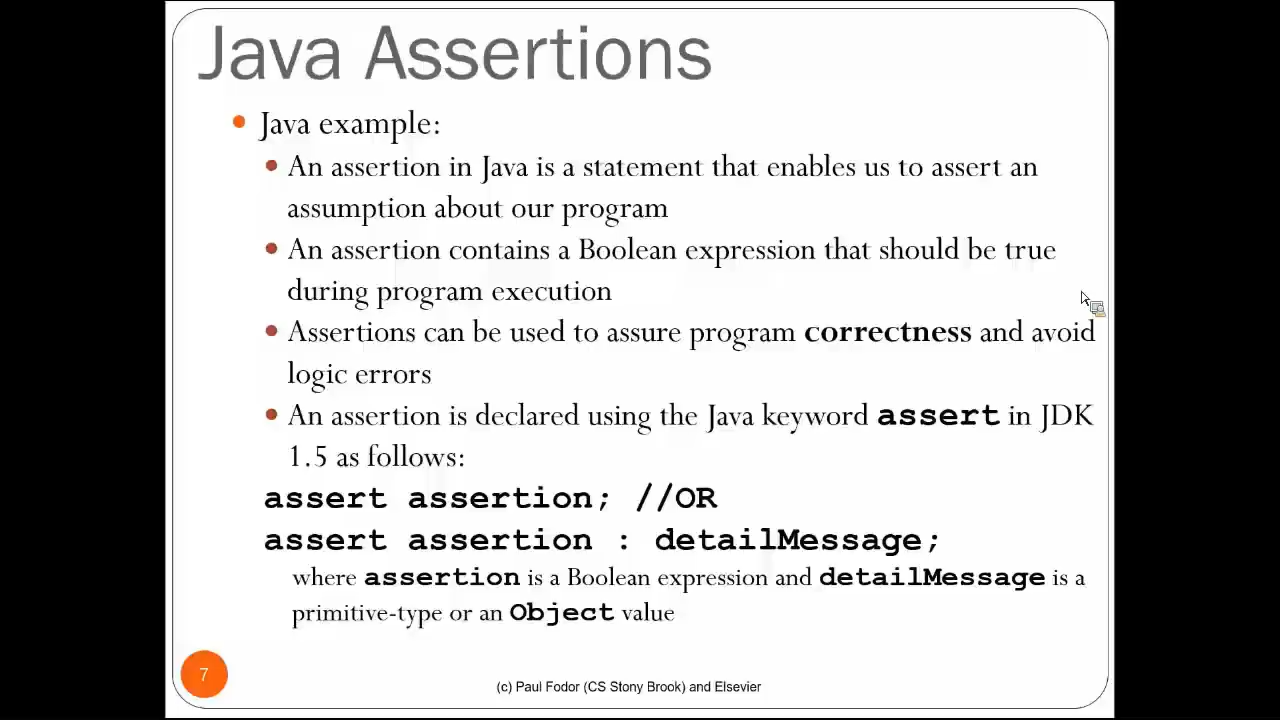 Java Assertions
Java example:
An assertion in Java is a statement that enables us to assert an
assumption about our program
An assertion contains a Boolean expression that should be true
during program execution
Assertions can be used to assure program correctness and avoid
logic errors
An assertion is declared using the Java keyword assert in JDK
1.5 as follows:
assert assertion; //OR
assert assertion : detailMessage;
where assertion is a Boolean expression and detailMessage is a
primitive-type or an Object value
7
(c) Paul Fodor (CS Stony Brook) and Elsevier